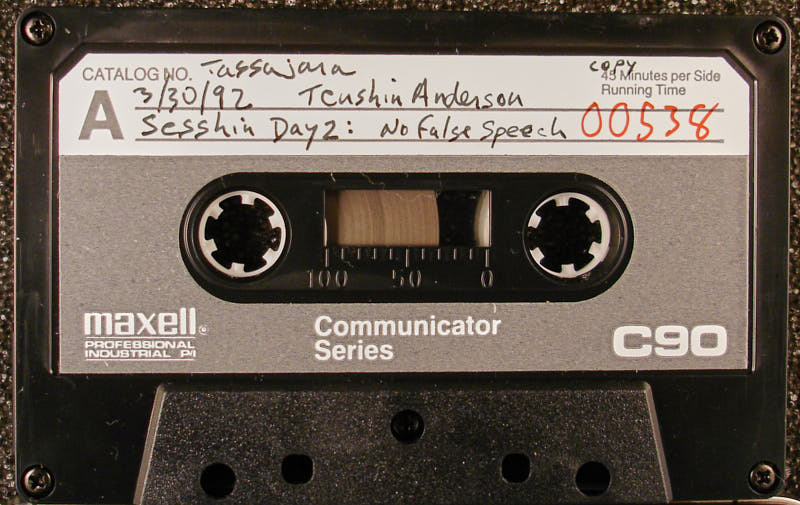 CATALOG NO. Tassajara copy 45 Minutes per Side
Running Time
A 3/30/92 Tenshin Anderson
Sesshin Day 2: No False Speech 00538
100 50 0
maxell®
PROFESSIONAL
INDUSTRIAL P/I
Communicator
Series
C90